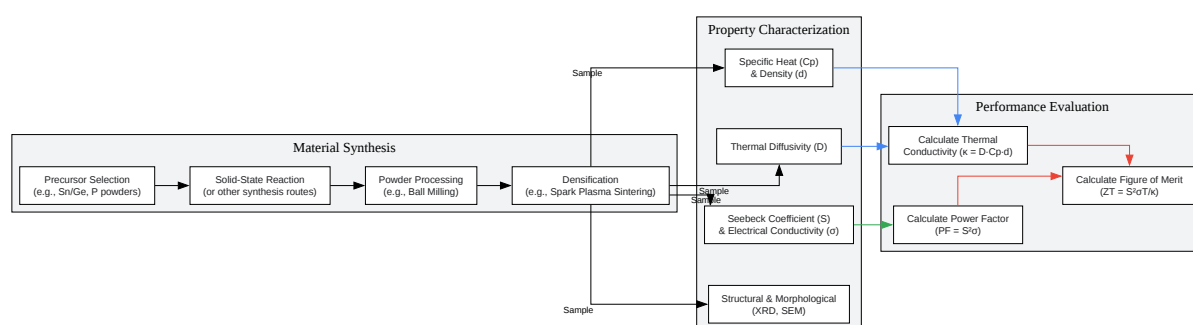 Material Synthesis
Precursor Selection
(e.g., Sn/Ge, P powders)
Solid-State Reaction
(or other synthesis routes)
Powder Processing
(e.g., Ball Milling)
Densification
(e.g., Spark Plasma Sintering)
Sample
Sample
Sample
Sample
Property Characterization
Specific Heat (Cp)
& Density (d)
Thermal Diffusivity (D)
Seebeck Coefficient (S)
& Electrical Conductivity (σ)
Structural & Morphological
(XRD, SEM)
Performance Evaluation
Calculate Thermal
Conductivity (κ = D·Cp·d)
Calculate Power Factor
(PF = S²σ)
Calculate Figure of Merit
(ZT = S²σT/κ)